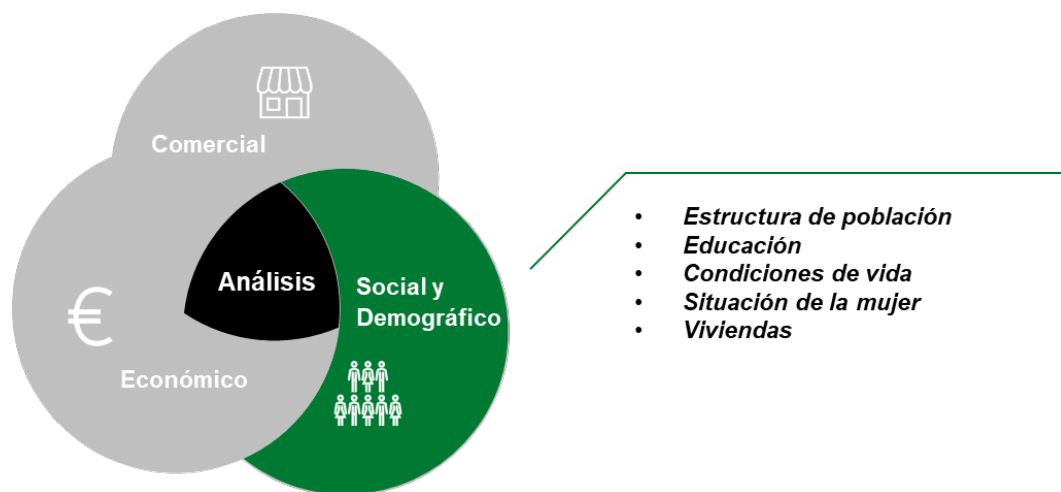 Comercial
Análisis
Social y
Demográfico
€
Económico
• Estructura de población
• Educación
• Condiciones de vida
• Situación de la mujer
• Viviendas